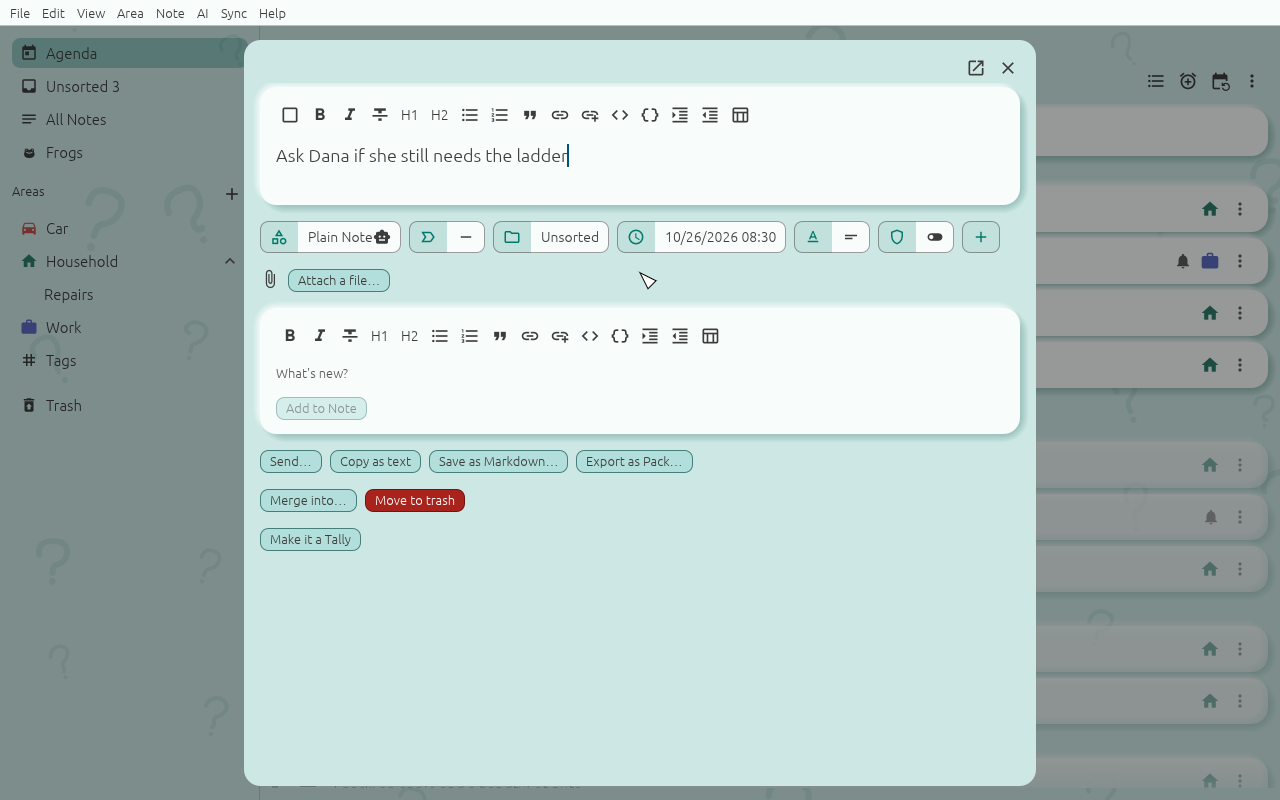 File Edit View Area Note AI Sync Help
Agenda
Unsorted 3
All Notes
Frogs
Areas
Car
Household
Repairs
Work
Tags
Trash
H1 H2
Ask Dana if she still needs the ladder
Plain Note
Unsorted
10/26/2026 08:30
Attach a file…
H1 H2
What's new?
Add to Note
Send… Copy as text Save as Markdown… Export as Pack…
Merge into… Move to trash
Make it a Tally